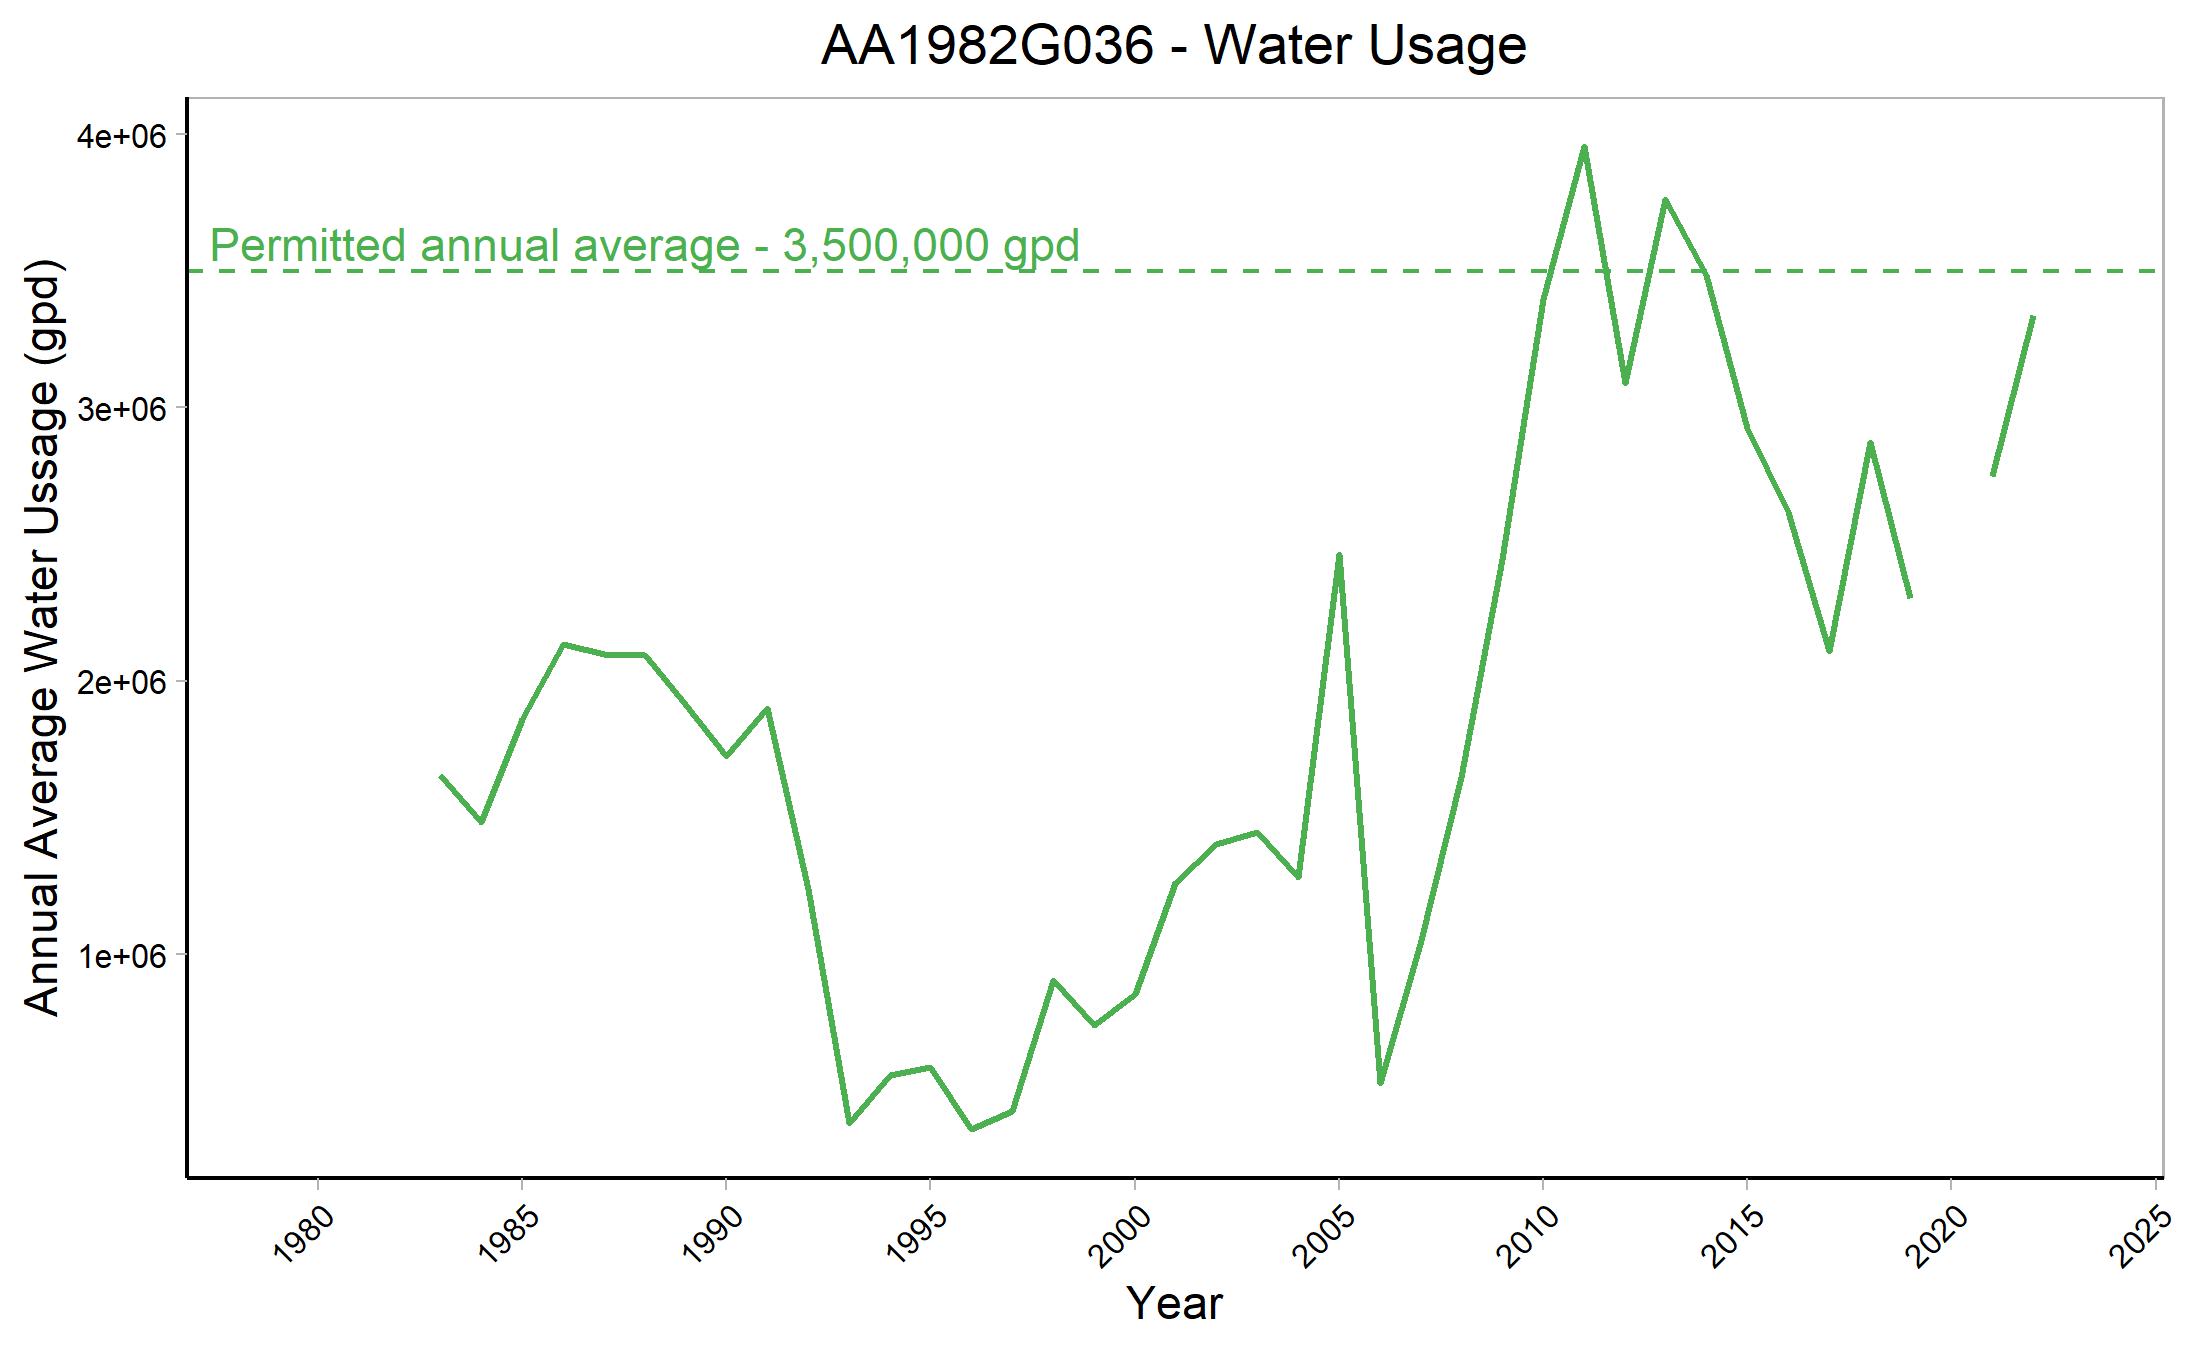 AA1982G036 - Water Usage
Annual Average Water Ussage (gpd)
4e+06
3e+06
2e+06
1e+06
Permitted annual average - 3,500,000 gpd
1980
1985
1990
1995
2000
2005
2010
2015
2020
2025
Year